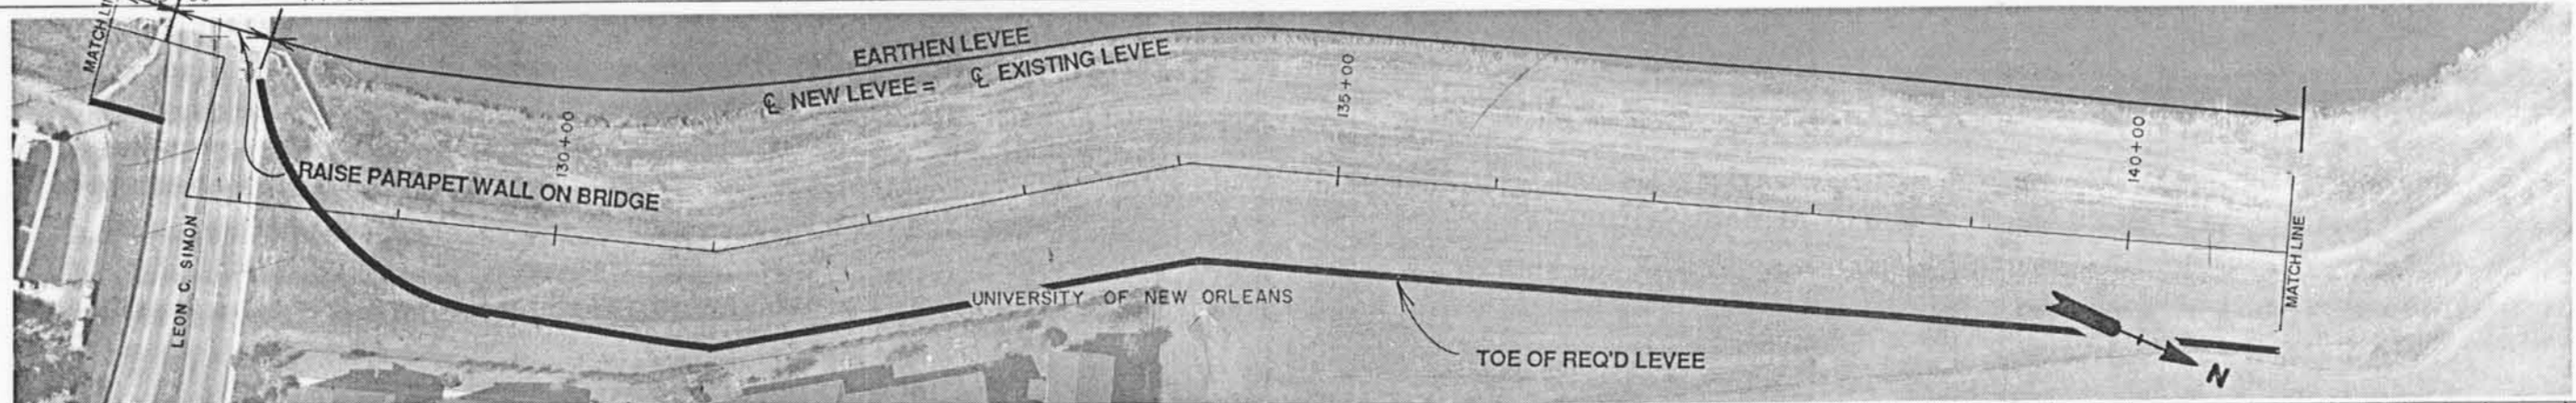 MATCH LI
EARTHEN LEVEE
℄ NEW LEVEE = ℄ EXISTING LEVEE
130+00
135+00
140+00
RAISE PARAPET WALL ON BRIDGE
LEON C. SIMON
UNIVERSITY OF NEW ORLEANS
TOE OF REQ'D LEVEE
MATCH LINE
N